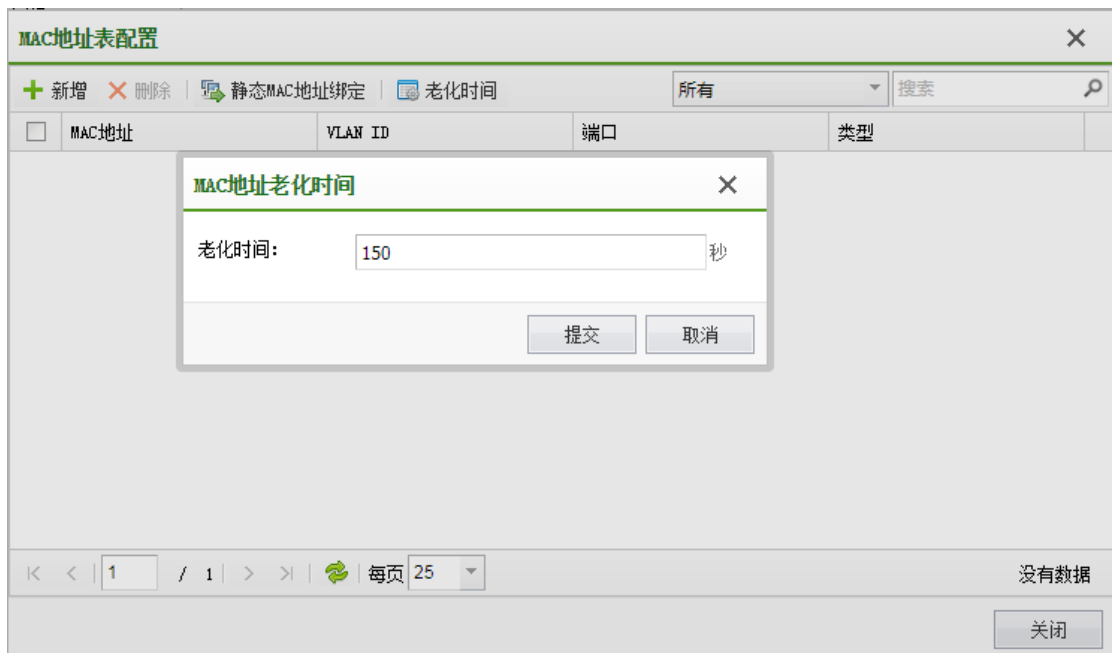 MAC地址表配置
新增 删除 静态MAC地址绑定 老化时间 所有 搜索
MAC地址 VLAN ID 端口 类型
MAC地址老化时间
老化时间： 150 秒
提交 取消
1 / 1 每页 25 没有数据
关闭